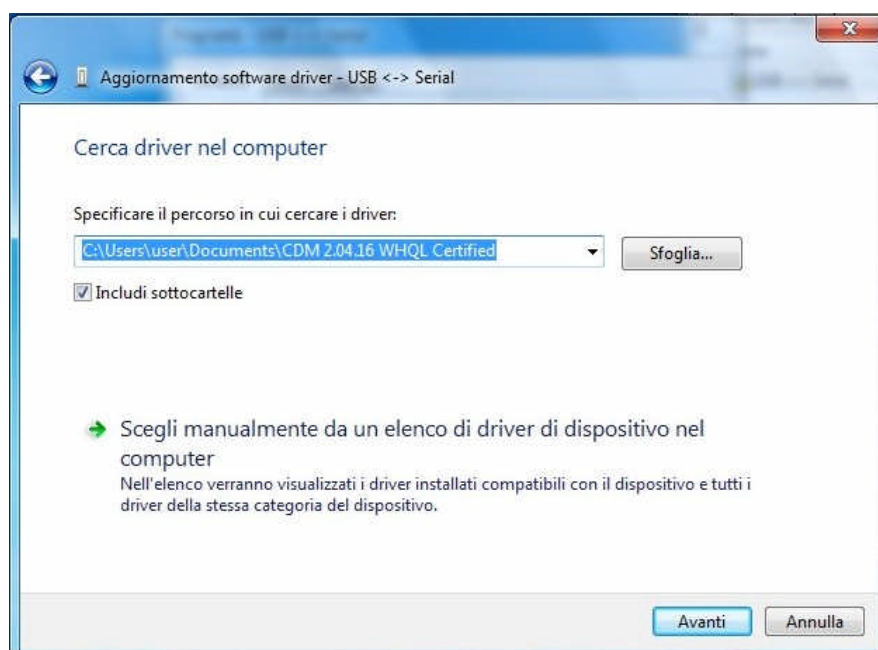 Aggiornamento software driver - USB <-> Serial
Cerca driver nel computer
Specificare il percorso in cui cercare i driver:
C:\Users\user\Documents\CDM 2.04.16 WHQL Certified
Sfoglia...
Includi sottocartelle
Scegli manualmente da un elenco di driver di dispositivo nel
computer
Nell'elenco verranno visualizzati i driver installati compatibili con il dispositivo e tutti i
driver della stessa categoria del dispositivo.
Avanti
Annulla